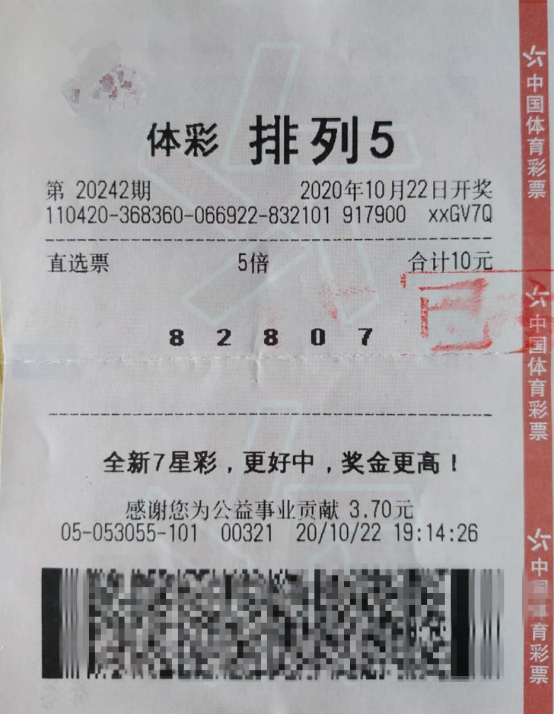 体彩 排列5
第 20242期 2020年10月22日开奖
110420-368360-066922-832101 917900 xxGV7Q
直选票 5倍 合计10元
已
8 2 8 0 7
全新7星彩，更好中，奖金更高！
感谢您为公益事业贡献 3.70元
05-053055-101 00321 20/10/22 19:14:26
中国体育彩票
中国体育彩票
中国体育彩票